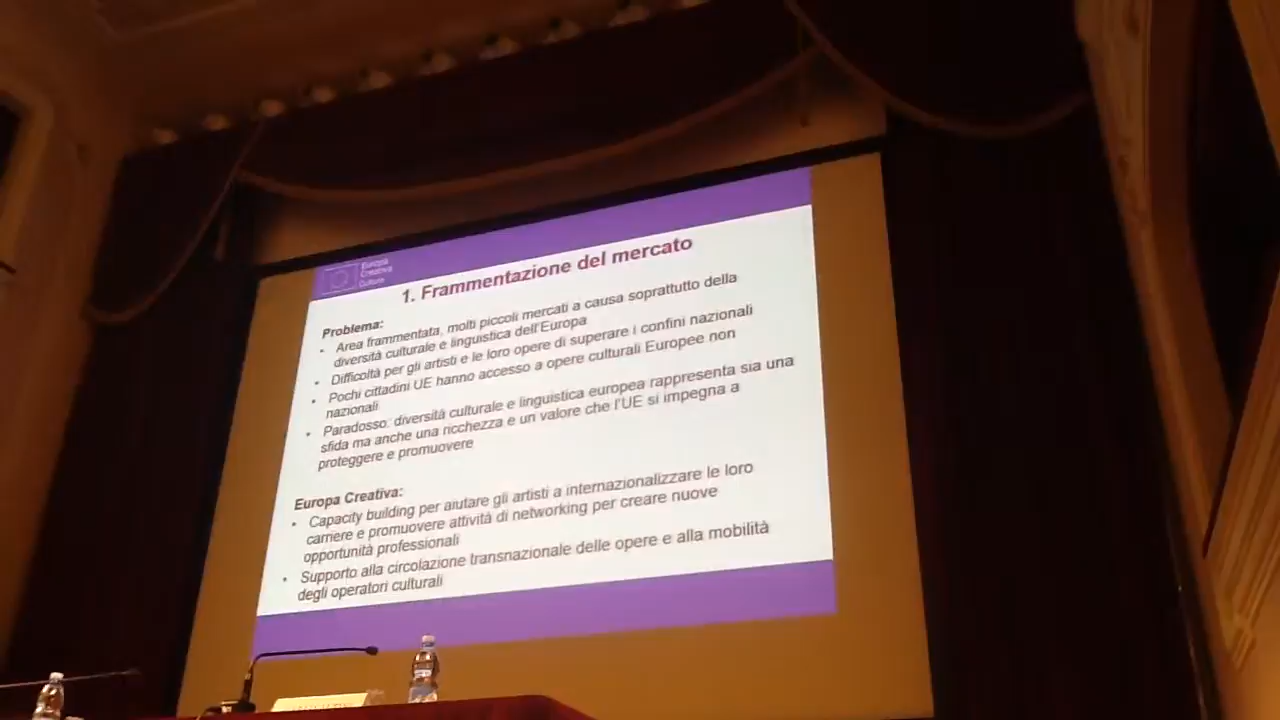 Europa
Creativa
Cultura
1. Frammentazione del mercato
Problema:
• Area frammentata, molti piccoli mercati a causa soprattutto della
diversità culturale e linguistica dell'Europa
• Difficoltà per gli artisti e le loro opere di superare i confini nazionali
• Pochi cittadini UE hanno accesso a opere culturali Europee non
nazionali
• Paradosso: diversità culturale e linguistica europea rappresenta sia una
sfida ma anche una ricchezza e un valore che l'UE si impegna a
proteggere e promuovere
Europa Creativa:
• Capacity building per aiutare gli artisti a internazionalizzare le loro
carriere e promuovere attività di networking per creare nuove
opportunità professionali
• Supporto alla circolazione transnazionale delle opere e alla mobilità
degli operatori culturali